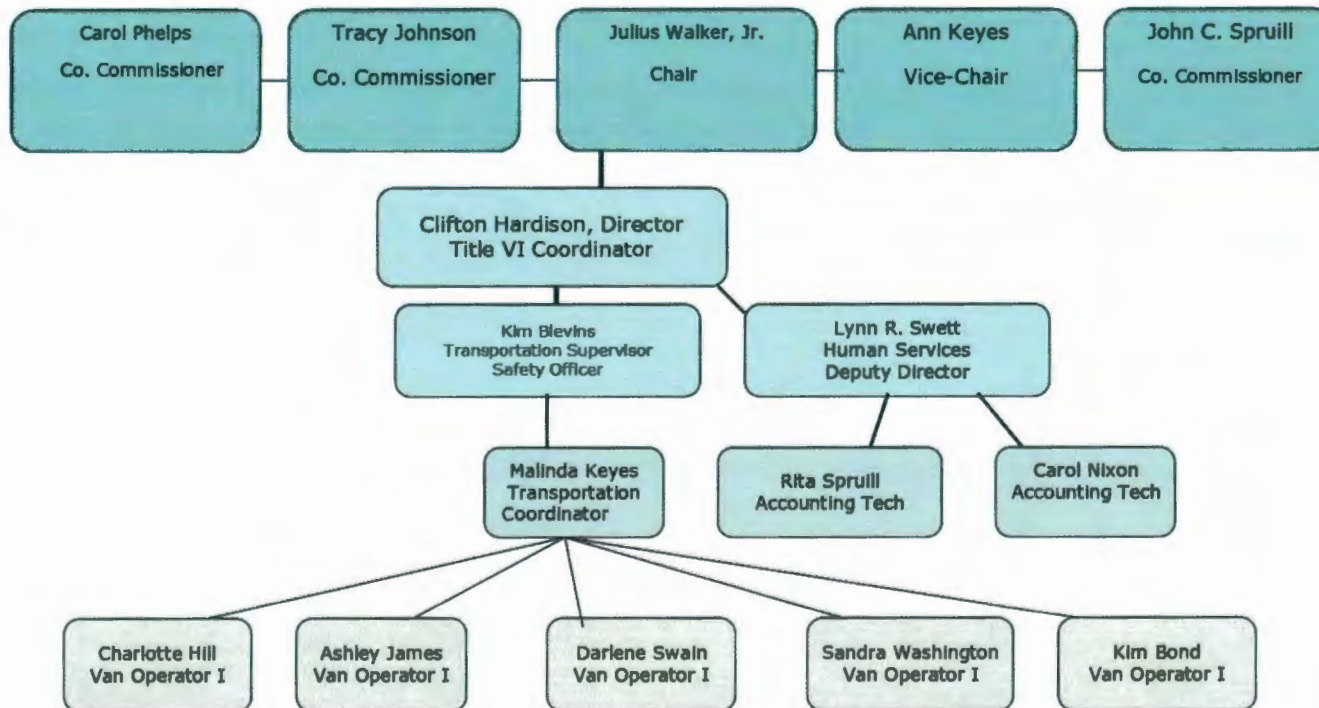 Carol Phelps
Co. Commissioner
Tracy Johnson
Co. Commissioner
Julius Walker, Jr.
Chair
Ann Keyes
Vice-Chair
John C. Spruill
Co. Commissioner
Clifton Hardison, Director
Title VI Coordinator
Kim Blevins
Transportation Supervisor
Safety Officer
Lynn R. Swett
Human Services
Deputy Director
Malinda Keyes
Transportation
Coordinator
Rita Spruill
Accounting Tech
Carol Nixon
Accounting Tech
Charlotte Hill
Van Operator I
Ashley James
Van Operator I
Darlene Swain
Van Operator I
Sandra Washington
Van Operator I
Kim Bond
Van Operator I